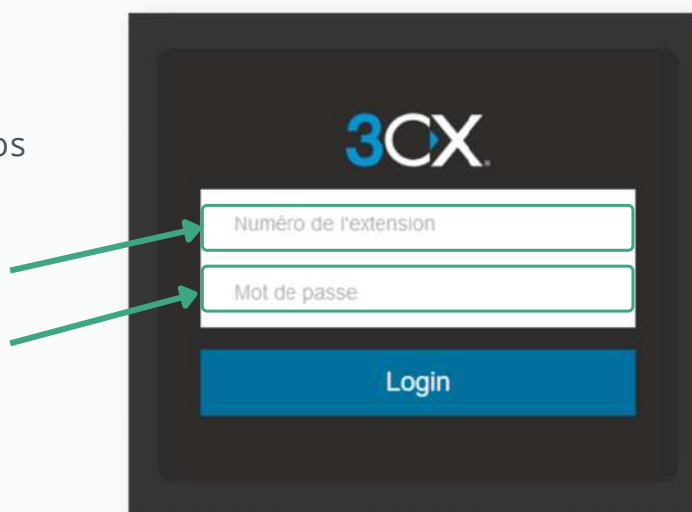 os
3CX
Numéro de l'extension
Mot de passe
Login